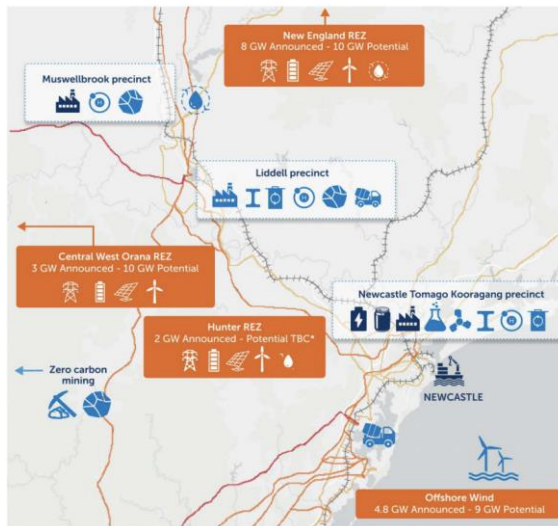 New England REZ
8 GW Announced - 10 GW Potential
Muswellbrook precinct
Liddell precinct
Central West Orana REZ
3 GW Announced - 10 GW Potential
Newcastle Tomago Kooragang precinct
Hunter REZ
2 GW Announced - Potential TBC*
Zero carbon
mining
NEWCASTLE
Offshore Wind
4.8 GW Announced - 9 GW Potential